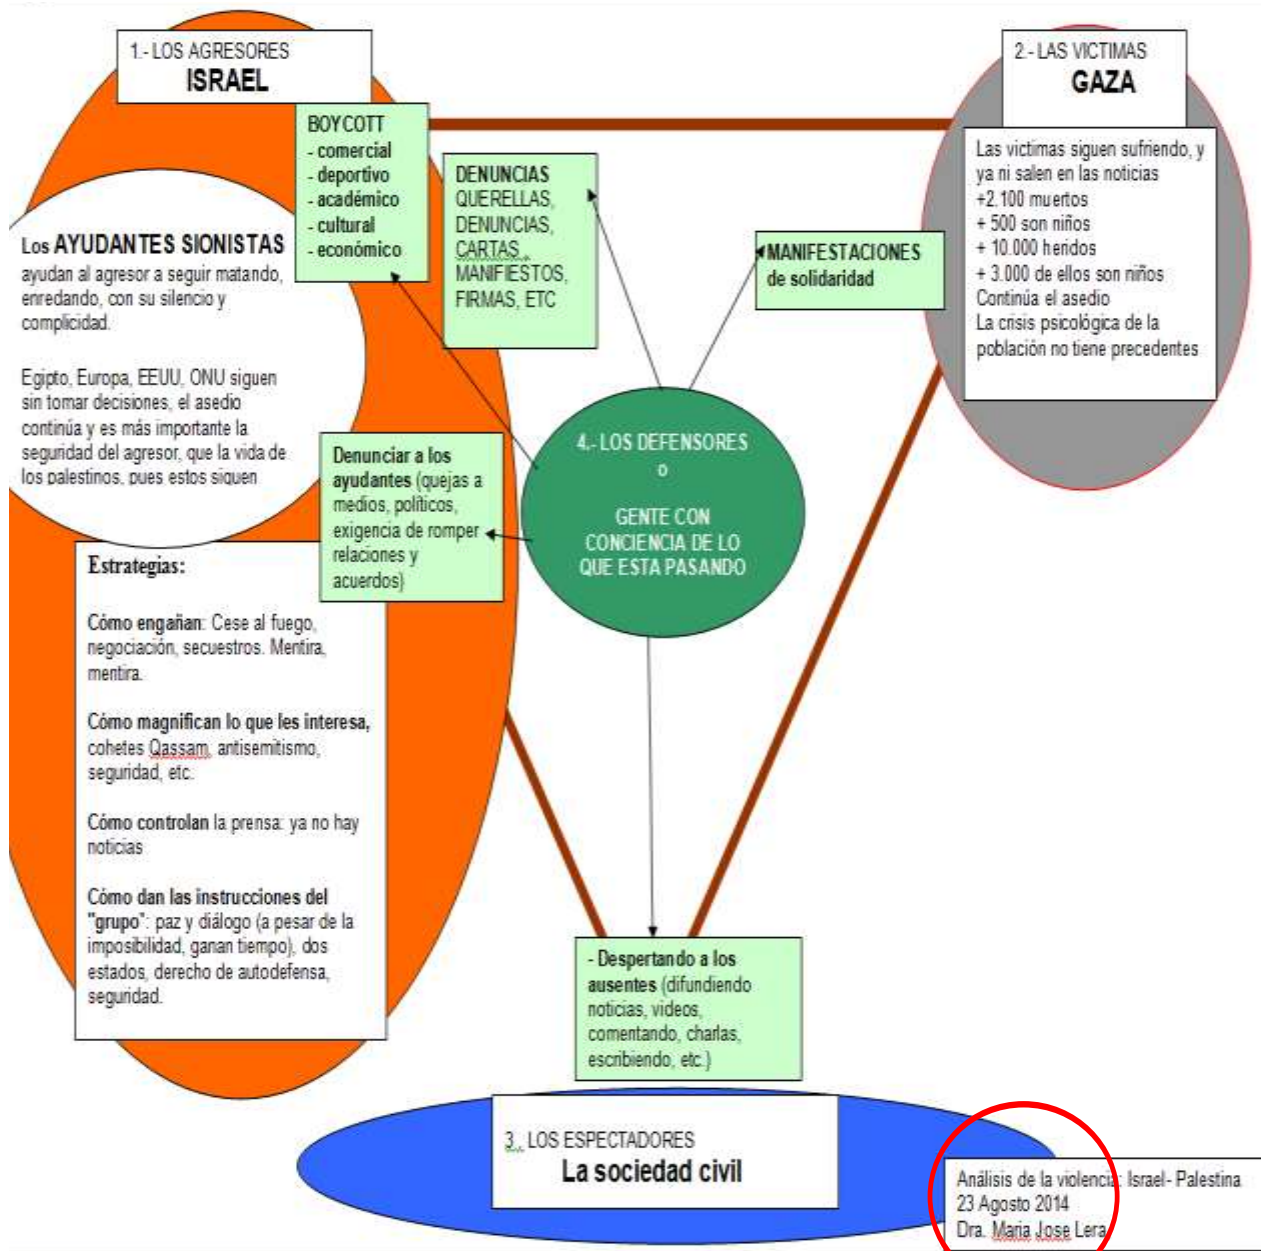 1.- LOS AGRESORES
ISRAEL
2.- LAS VICTIMAS
GAZA
BOYCOTT
- comercial
- deportivo
- académico
- cultural
- económico
DENUNCIAS
QUERELLAS,
DENUNCIAS,
CARTAS,
MANIFIESTOS,
FIRMAS, ETC
MANIFESTACIONES
de solidaridad
Las victimas siguen sufriendo, y
ya ni salen en las noticias
+2.100 muertos
+ 500 son niños
+ 10.000 heridos
+ 3.000 de ellos son niños
Continúa el asedio
La crisis psicológica de la
población no tiene precedentes
Los AYUDANTES SIONISTAS
ayudan al agresor a seguir matando,
enredando, con su silencio y
complicidad.
Egipto, Europa, EEUU, ONU siguen
sin tomar decisiones, el asedio
continúa y es más importante la
seguridad del agresor, que la vida de
los palestinos, pues estos siguen
Denunciar a los
ayudantes (quejas a
medios, políticos,
exigencia de romper
relaciones y
acuerdos)
4.- LOS DEFENSORES
o
GENTE CON
CONCIENCIA DE LO
QUE ESTA PASANDO
Estrategias:
Cómo engañan: Cese al fuego,
negociación, secuestros. Mentira,
mentira.
Cómo magnifican lo que les interesa,
cohetes Qassam, antisemitismo,
seguridad, etc.
Cómo controlan la prensa: ya no hay
noticias
Cómo dan las instrucciones del
"grupo": paz y diálogo (a pesar de la
imposibilidad, ganan tiempo), dos
estados, derecho de autodefensa,
seguridad.
- Despertando a los
ausentes (difundiendo
noticias, videos,
comentando, charlas,
escribiendo, etc.)
3.. LOS ESPECTADORES
La sociedad civil
Análisis de la violencia: Israel- Palestina
23 Agosto 2014
Dra. Maria Jose Lera